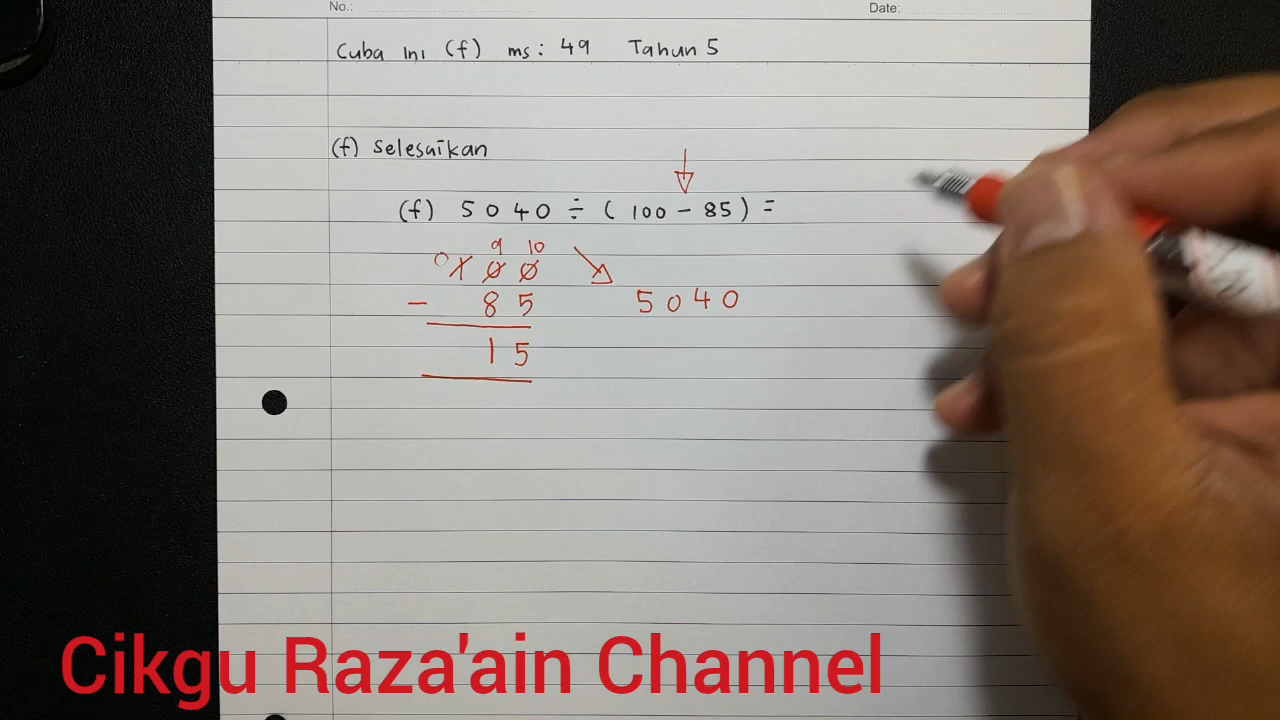 No.: Date:
Cuba ini (f) ms: 49 Tahun 5
(f) Selesaikan
(f) 5040 ÷ (100 - 85) =
9 10
0 1 0 0
- 8 5 5040
1 5
Cikgu Raza'ain Channel